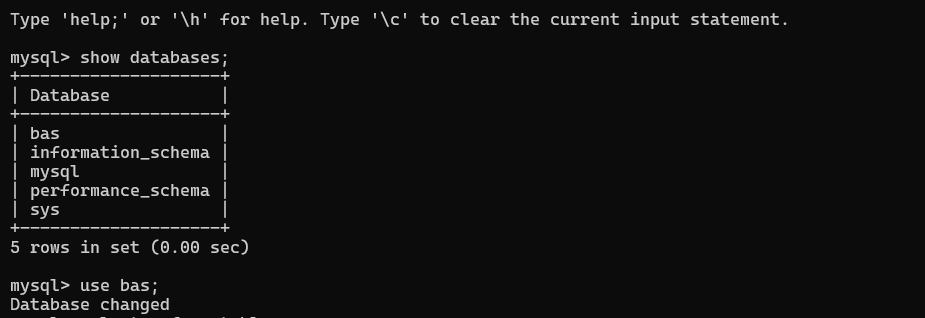 Type 'help;' or '\h' for help. Type '\c' to clear the current input statement.
mysql> show databases;
+--------------------+
| Database           |
+--------------------+
| bas                |
| information_schema |
| mysql              |
| performance_schema |
| sys                |
+--------------------+
5 rows in set (0.00 sec)
mysql> use bas;
Database changed